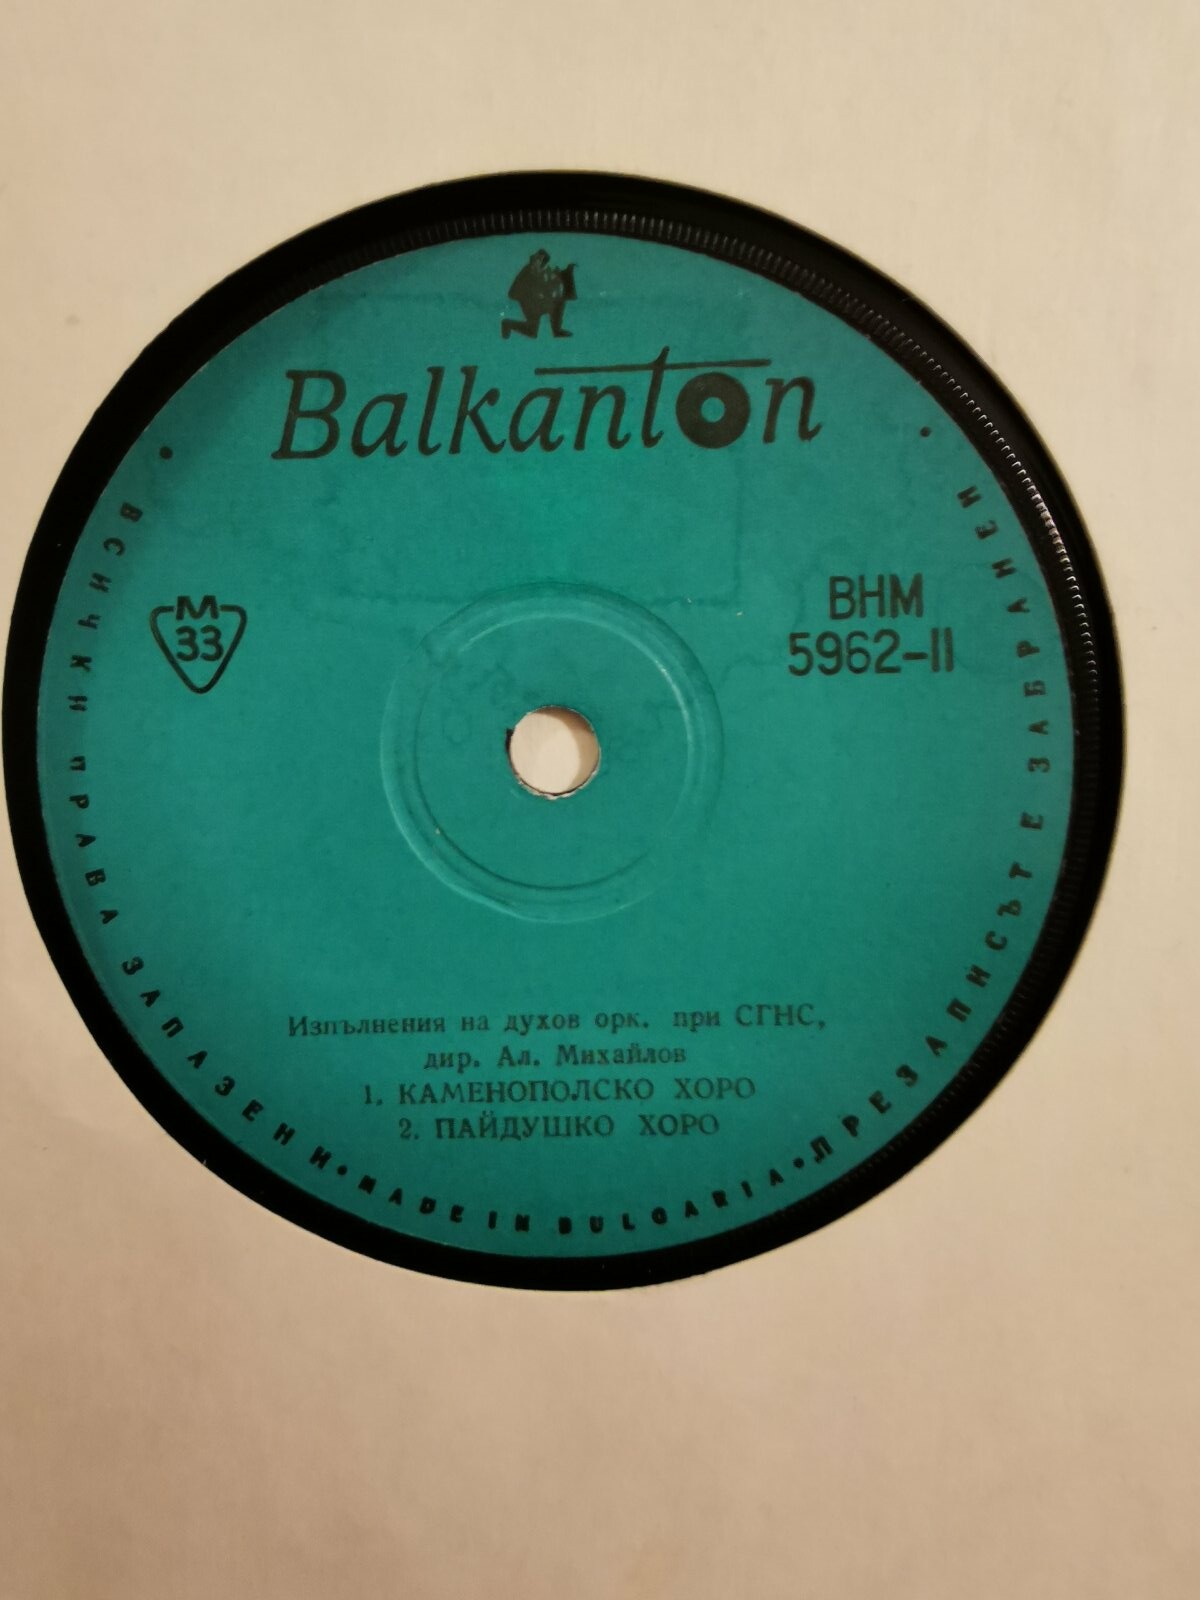 Balkanton
М
33
ВНМ
5962-II
Изпълнения на духов орк. при СГНС,
дир. Ал. Михайлов
1. КАМЕНОПОЛСКО ХОРО
2. ПАЙДУШКО ХОРО
• ВСИЧКИ ПРАВА ЗАПАЗЕНИ • MADE IN BULGARIA • ПРЕЗАПИСЪТ Е ЗАБРАНЕН •